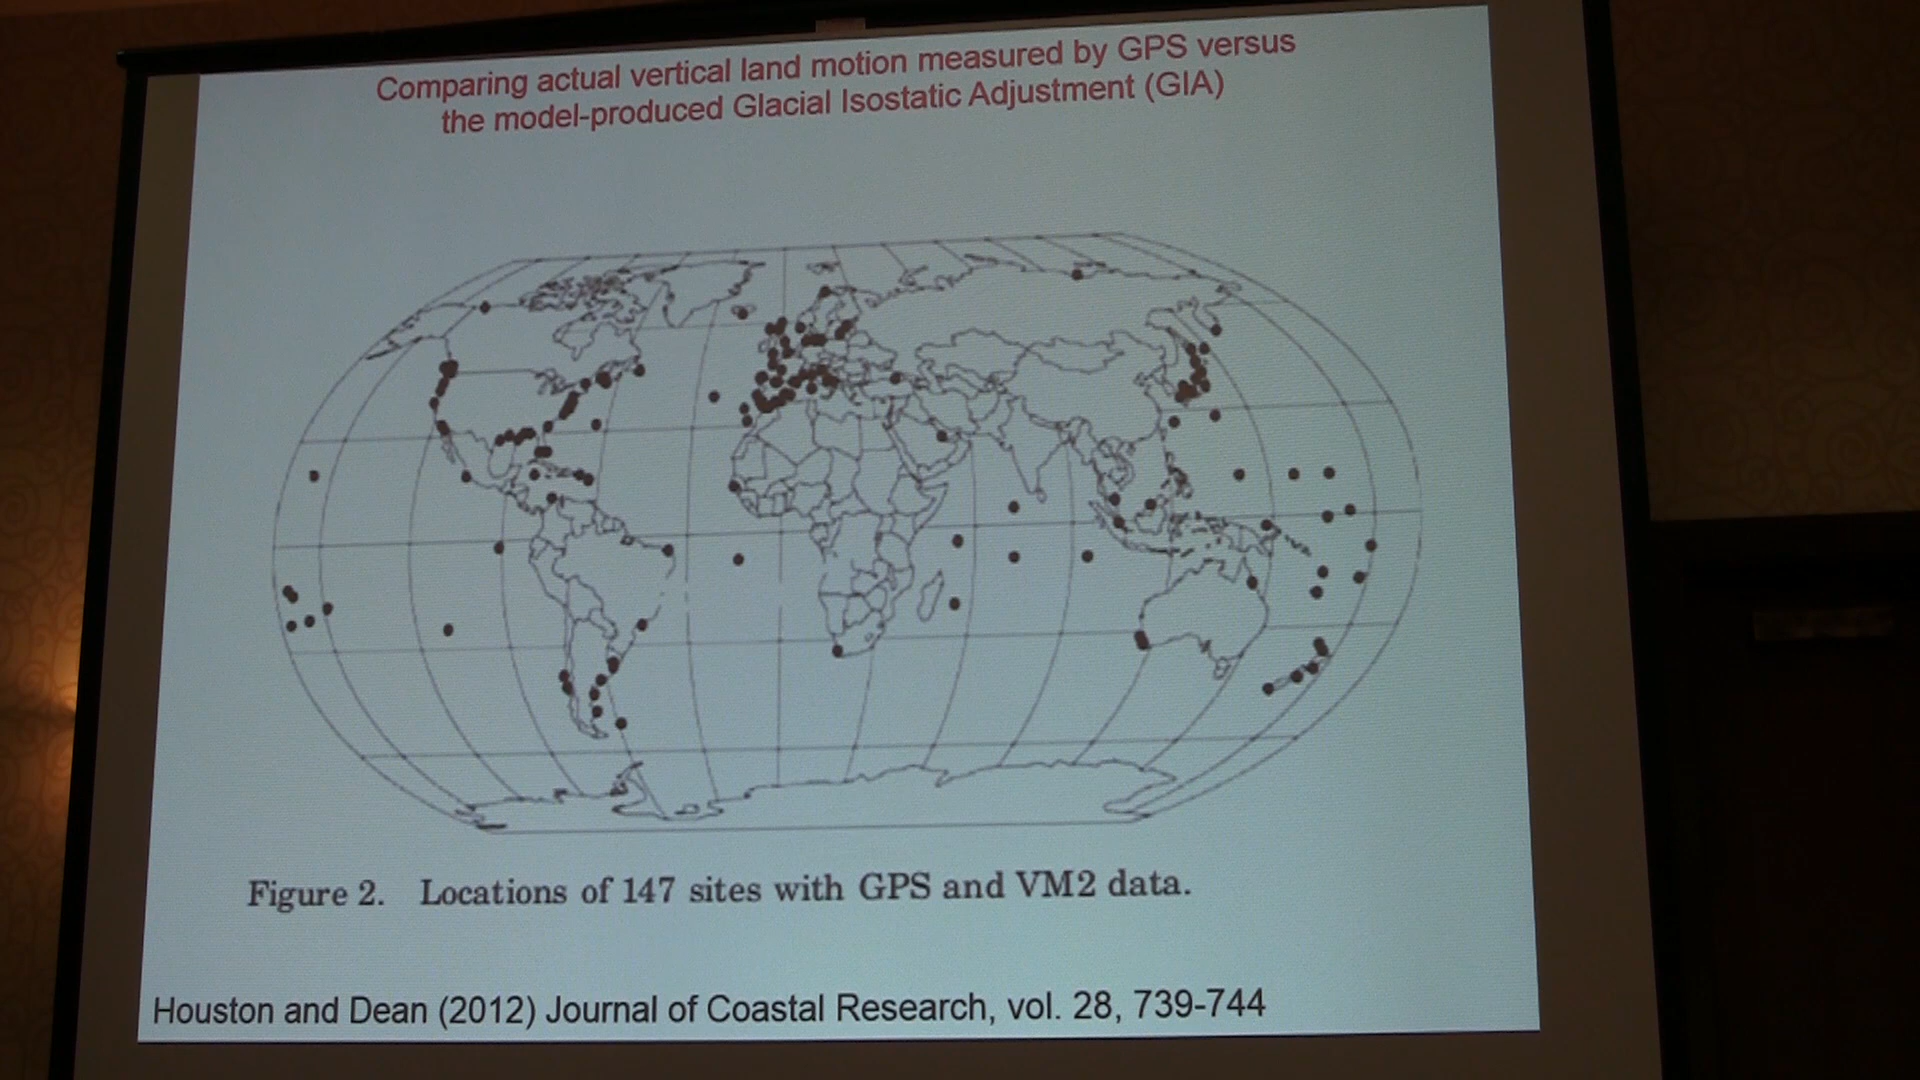 Comparing actual vertical land motion measured by GPS versus
the model-produced Glacial Isostatic Adjustment (GIA)
Figure 2. Locations of 147 sites with GPS and VM2 data.
Houston and Dean (2012) Journal of Coastal Research, vol. 28, 739-744